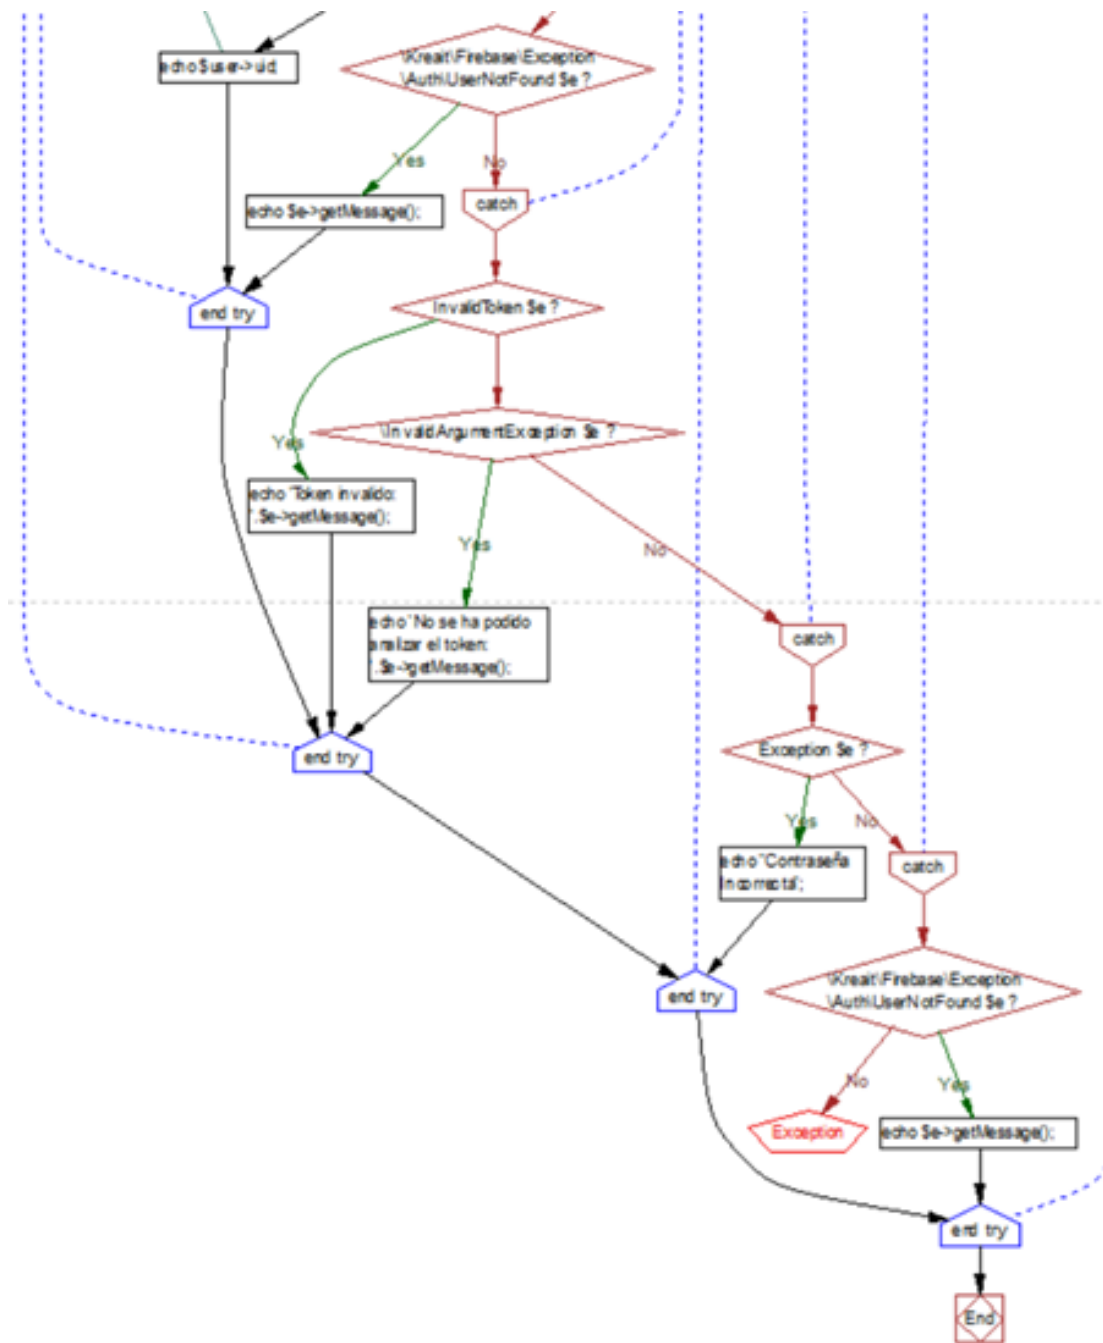 echo $user->uid;
\Kreait\Firebase\Exception
\Auth\UserNotFound $e ?
Yes
No
echo $e->getMessage();
catch
end try
InvalidToken $e ?
\InvalidArgumentException $e ?
Yes
echo 'Token invalido:
'.$e->getMessage();
Yes
No
echo 'No se ha podido
analizar el token:
'.$e->getMessage();
catch
end try
Exception $e ?
Yes
No
echo 'Contraseña
Incorrecta';
catch
end try
\Kreait\Firebase\Exception
\Auth\UserNotFound $e ?
No
Yes
Exception
echo $e->getMessage();
end try
End